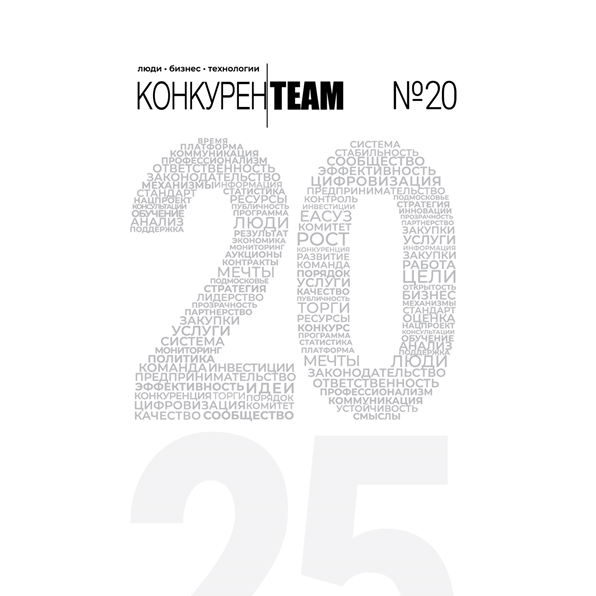 люди • бизнес • технологии
КОНКУРЕНTEAM №20
ВРЕМЯ
ПЛАТФОРМА
КОММУНИКАЦИЯ
ПРОФЕССИОНАЛИЗМ
ОТВЕТСТВЕННОСТЬ
ЗАКОНОДАТЕЛЬСТВО
МЕХАНИЗМЫ ИНФОРМАЦИЯ
СТАНДАРТ СТАТИСТИКА
НАЦПРОЕКТ РЕСУРСЫ
КОНСУЛЬТАЦИИ ПУБЛИЧНОСТЬ
ОБУЧЕНИЕ ПРОГРАММА
АНАЛИЗ ЛЮДИ
ПОДДЕРЖКА РЕЗУЛЬТАТ
ЭКОНОМИКА
МОНИТОРИНГ
АУКЦИОНЫ
КОНТРАКТЫ
МЕЧТЫ
ПОДМОСКОВЬЕ
СТРАТЕГИЯ
ЛИДЕРСТВО
ПРОЗРАЧНОСТЬ
ПАРТНЕРСТВО
ЗАКУПКИ
УСЛУГИ
СИСТЕМА
МОНИТОРИНГ
ПОЛИТИКА
КОМАНДА ИНВЕСТИЦИИ
ПРЕДПРИНИМАТЕЛЬСТВО
ЭФФЕКТИВНОСТЬ ИДЕИ
КОНКУРЕНЦИЯ ТОРГИ ПОРЯДОК
ЦИФРОВИЗАЦИЯ КОМИТЕТ
КАЧЕСТВО СООБЩЕСТВО
СИСТЕМА
СТАБИЛЬНОСТЬ
СООБЩЕСТВО
ЭФФЕКТИВНОСТЬ
ЦИФРОВИЗАЦИЯ
ПРЕДПРИНИМАТЕЛЬСТВО
КОНТРОЛЬ ПОДМОСКОВЬЕ
ИНВЕСТИЦИИ СТРАТЕГИЯ
ЕАСУЗ ИННОВАЦИИ
КОМИТЕТ ПРОЗРАЧНОСТЬ
РОСТ ПАРТНЕРСТВО
КОНКУРЕНЦИЯ ЗАКУПКИ
РАЗВИТИЕ УСЛУГИ
КОМАНДА ИНФОРМАЦИЯ
ПОРЯДОК ЗАКУПКИ
УСЛУГИ РАБОТА
КАЧЕСТВО ЦЕЛИ
ПУБЛИЧНОСТЬ ОТКРЫТОСТЬ
ТОРГИ БИЗНЕС
РЕСУРСЫ МЕХАНИЗМЫ
КОНКУРС СТАНДАРТ
ПРОГРАММА ОЦЕНКА
СТАТИСТИКА НАЦПРОЕКТ
ПЛАТФОРМА КОНСУЛЬТАЦИИ
ОБУЧЕНИЕ
АНАЛИЗ
ПОДДЕРЖКА
МЕЧТЫ ЛЮДИ
ЗАКОНОДАТЕЛЬСТВО
ОТВЕТСТВЕННОСТЬ
ПРОФЕССИОНАЛИЗМ
КОММУНИКАЦИЯ
УСТОЙЧИВОСТЬ
СМЫСЛЫ
25